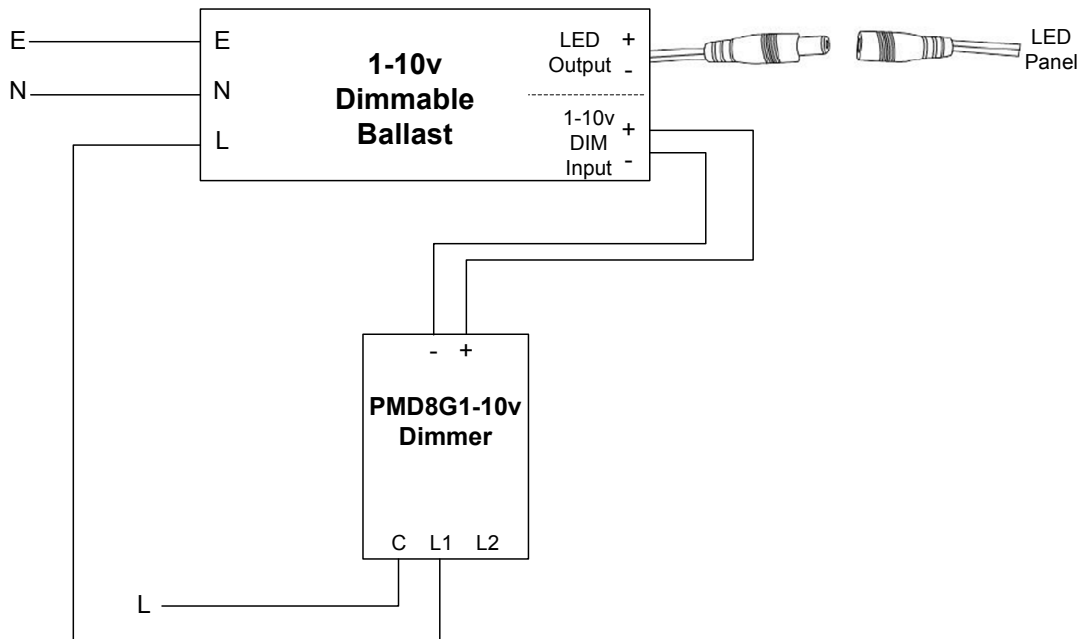 E
E
N
N
L
1-10v
Dimmable
Ballast
LED
Output
+
-
1-10v
DIM
Input
+
-
LED
Panel
- +
PMD8G1-10v
Dimmer
C L1 L2
L